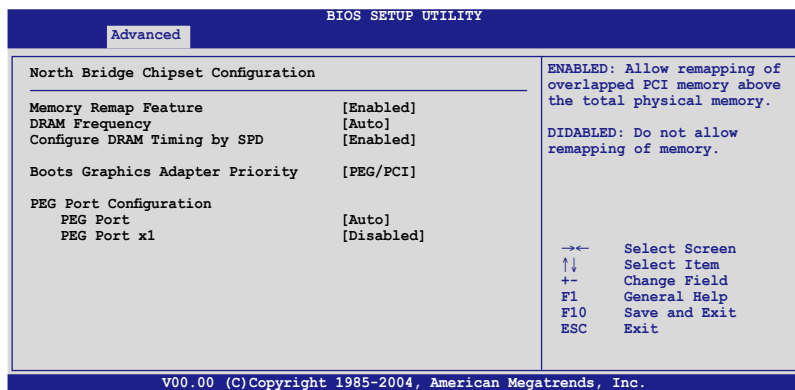 BIOS SETUP UTILITY
Advanced
North Bridge Chipset Configuration
Memory Remap Feature [Enabled]
DRAM Frequency [Auto]
Configure DRAM Timing by SPD [Enabled]
Boots Graphics Adapter Priority [PEG/PCI]
PEG Port Configuration
PEG Port [Auto]
PEG Port x1 [Disabled]
ENABLED: Allow remapping of
overlapped PCI memory above
the total physical memory.
DIDABLED: Do not allow
remapping of memory.
→← Select Screen
↑↓ Select Item
+- Change Field
F1 General Help
F10 Save and Exit
ESC Exit
V00.00 (C)Copyright 1985-2004, American Megatrends, Inc.